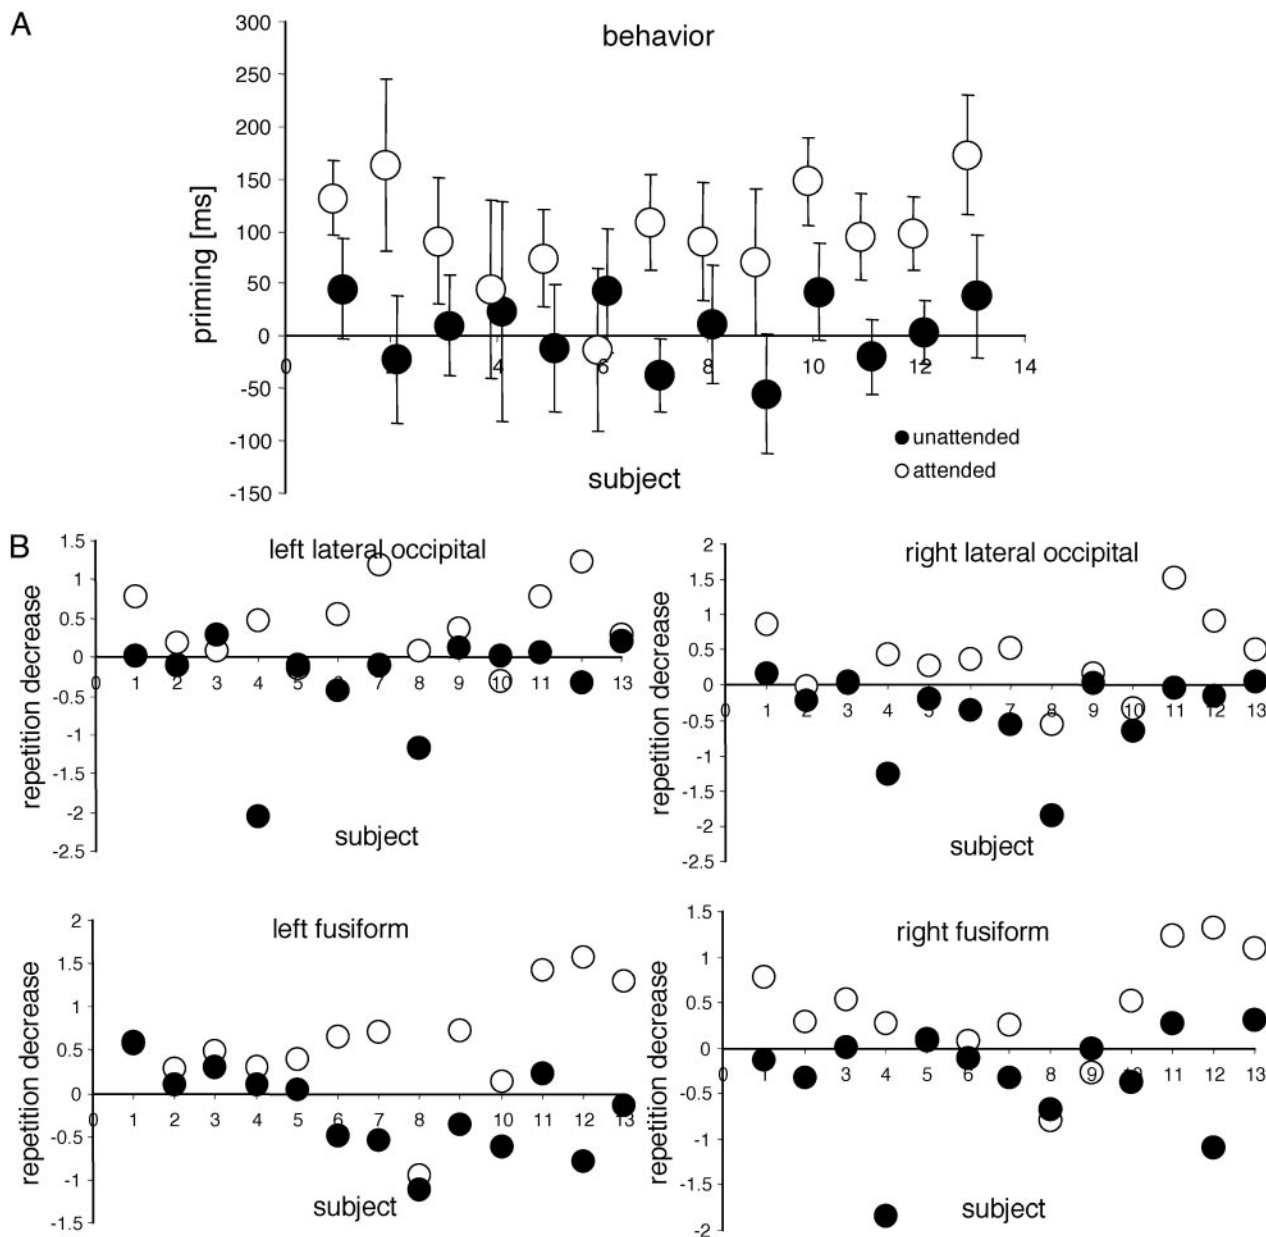 A
behavior
300
250
200
150
100
50
0
-50
-100
-150
priming [ms]
0 4 6 8 10 12 14
subject
unattended
attended
B
left lateral occipital
1.5
1
0.5
0
-0.5
-1
-1.5
-2
-2.5
repetition decrease
0 1 2 3 4 5 6 7 8 9 10 11 12 13
subject
right lateral occipital
2
1.5
1
0.5
0
-0.5
-1
-1.5
-2
-2.5
repetition decrease
0 1 2 3 4 5 6 7 8 9 10 11 12 13
subject
left fusiform
2
1.5
1
0.5
0
-0.5
-1
-1.5
repetition decrease
0 1 2 3 4 5 6 7 8 9 10 11 12 13
subject
right fusiform
1.5
1
0.5
0
-0.5
-1
-1.5
-2
repetition decrease
0 1 2 3 4 5 6 7 8 9 10 11 12 13
subject